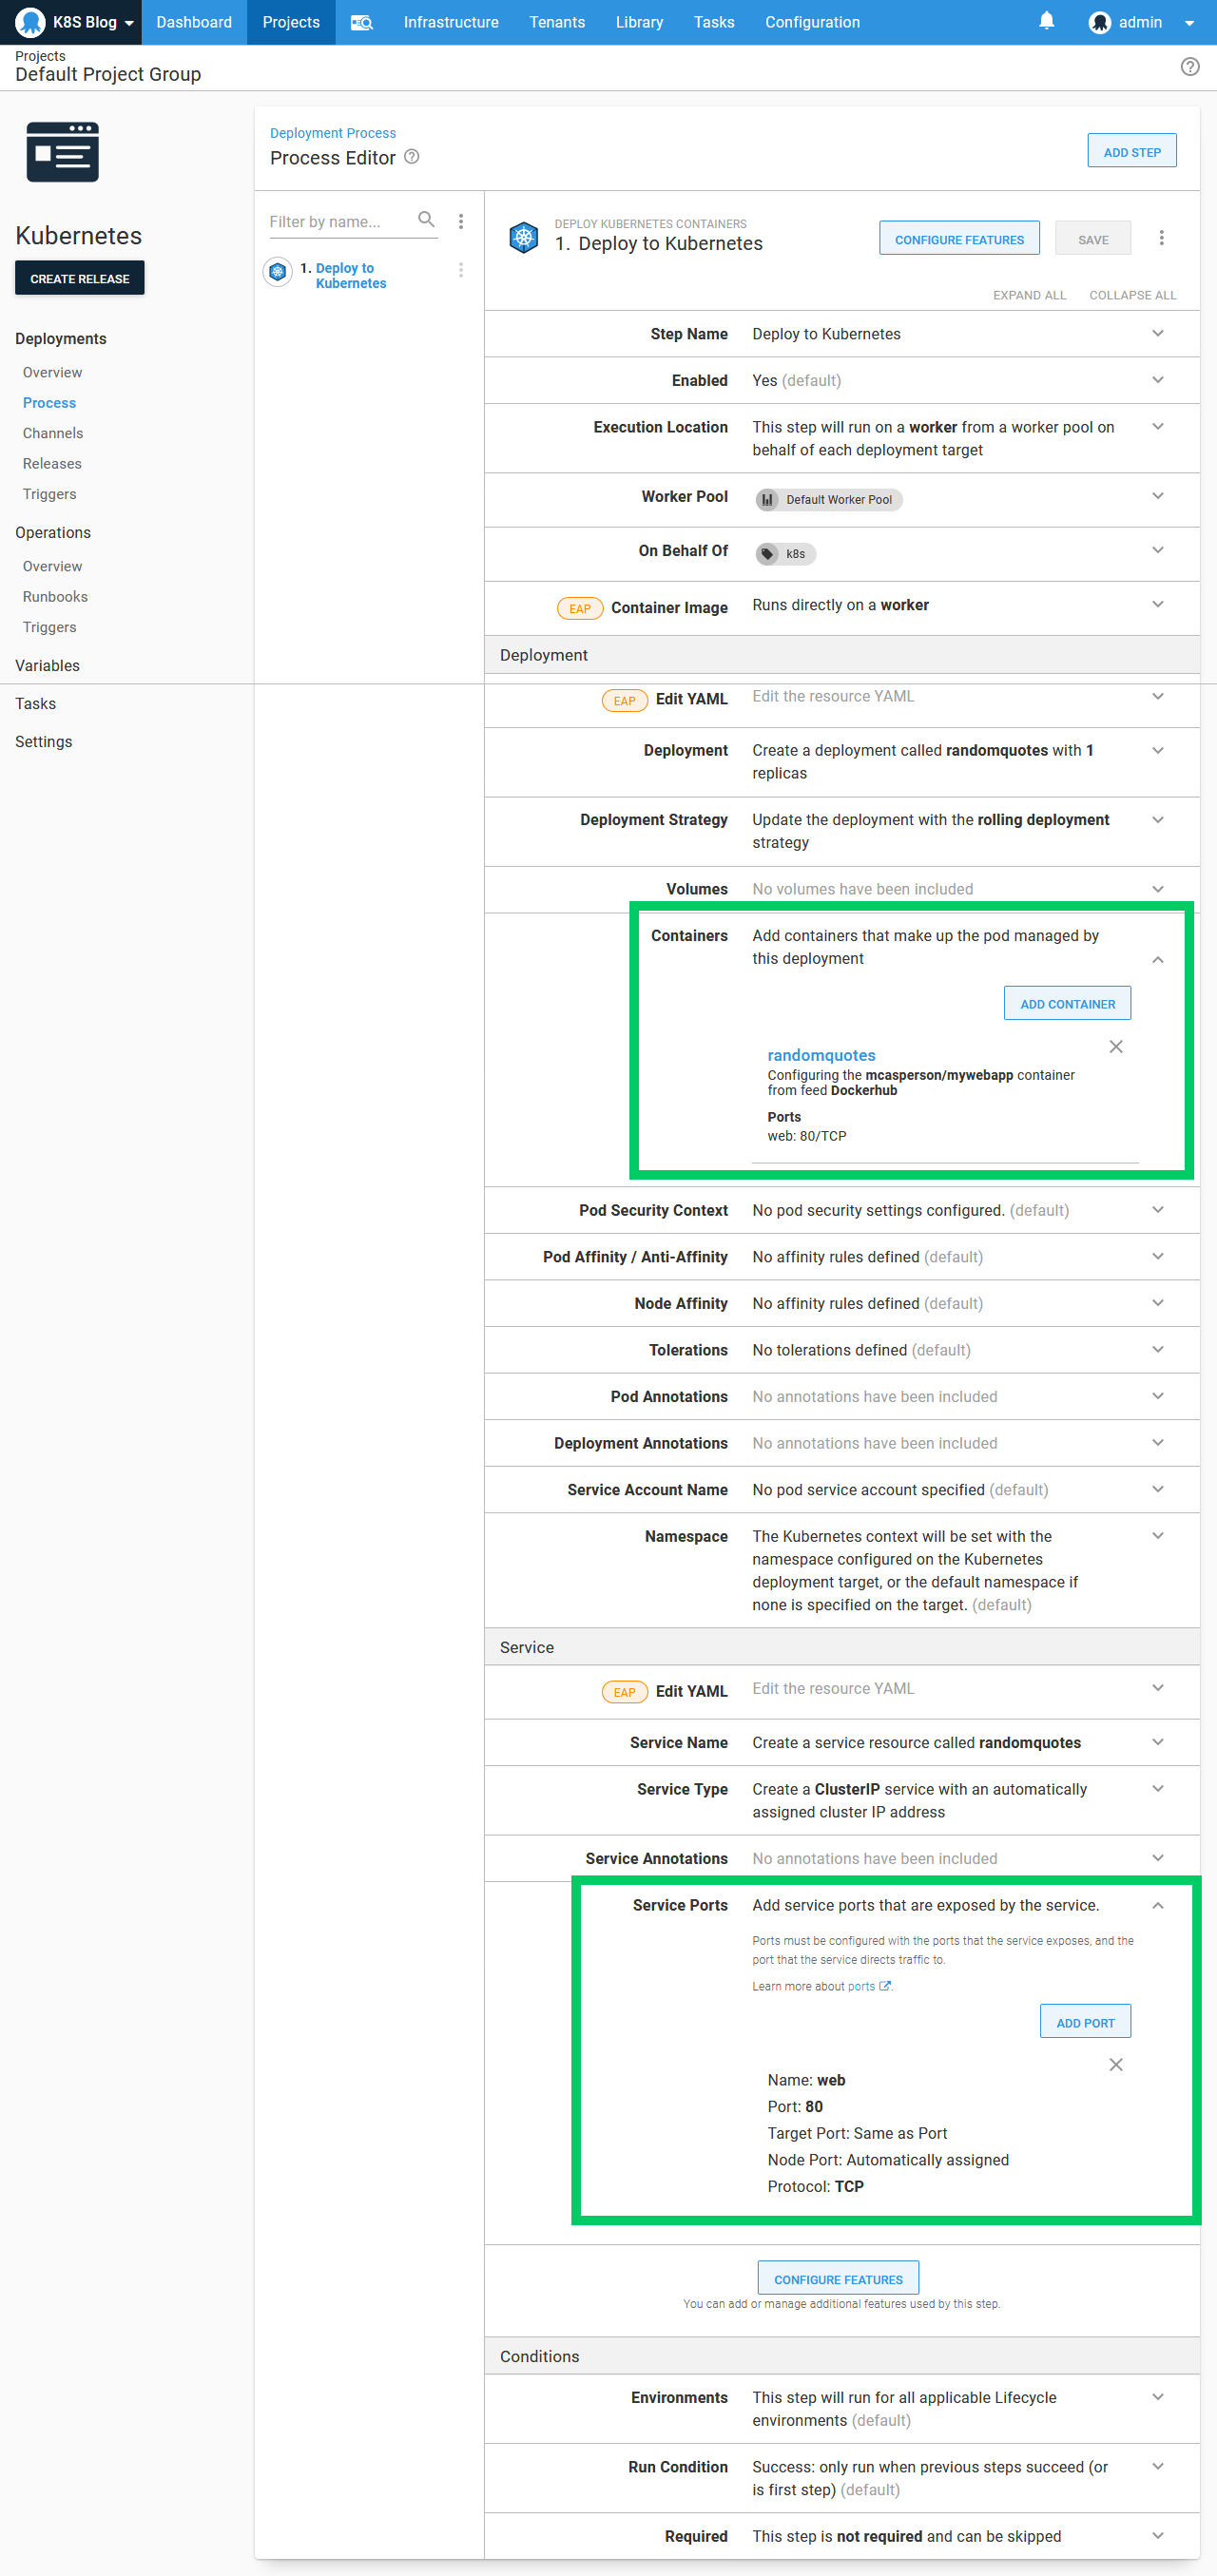 K8S Blog
Dashboard
Projects
Infrastructure
Tenants
Library
Tasks
Configuration
admin
Projects
Default Project Group
Kubernetes
CREATE RELEASE
Deployments
Overview
Process
Channels
Releases
Triggers
Operations
Overview
Runbooks
Triggers
Variables
Tasks
Settings
Deployment Process
Process Editor
ADD STEP
Filter by name...
1. Deploy to
Kubernetes
DEPLOY KUBERNETES CONTAINERS
1. Deploy to Kubernetes
CONFIGURE FEATURES
SAVE
EXPAND ALL
COLLAPSE ALL
Step Name
Deploy to Kubernetes
Enabled
Yes (default)
Execution Location
This step will run on a worker from a worker pool on
behalf of each deployment target
Worker Pool
Default Worker Pool
On Behalf Of
k8s
EAP
Container Image
Runs directly on a worker
Deployment
EAP
Edit YAML
Edit the resource YAML
Deployment
Create a deployment called randomquotes with 1
replicas
Deployment Strategy
Update the deployment with the rolling deployment
strategy
Volumes
No volumes have been included
Containers
Add containers that make up the pod managed by
this deployment
ADD CONTAINER
randomquotes
Configuring the mcasperson/mywebapp container
from feed Dockerhub
Ports
web: 80/TCP
Pod Security Context
No pod security settings configured. (default)
Pod Affinity / Anti-Affinity
No affinity rules defined (default)
Node Affinity
No affinity rules defined (default)
Tolerations
No tolerations defined (default)
Pod Annotations
No annotations have been included
Deployment Annotations
No annotations have been included
Service Account Name
No pod service account specified (default)
Namespace
The Kubernetes context will be set with the
namespace configured on the Kubernetes
deployment target, or the default namespace if
none is specified on the target. (default)
Service
EAP
Edit YAML
Edit the resource YAML
Service Name
Create a service resource called randomquotes
Service Type
Create a ClusterIP service with an automatically
assigned cluster IP address
Service Annotations
No annotations have been included
Service Ports
Add service ports that are exposed by the service.
Ports must be configured with the ports that the service exposes, and the
port that the service directs traffic to.
Learn more about ports.
ADD PORT
Name: web
Port: 80
Target Port: Same as Port
Node Port: Automatically assigned
Protocol: TCP
CONFIGURE FEATURES
You can add or manage additional features used by this step.
Conditions
Environments
This step will run for all applicable Lifecycle
environments (default)
Run Condition
Success: only run when previous steps succeed (or
is first step) (default)
Required
This step is not required and can be skipped